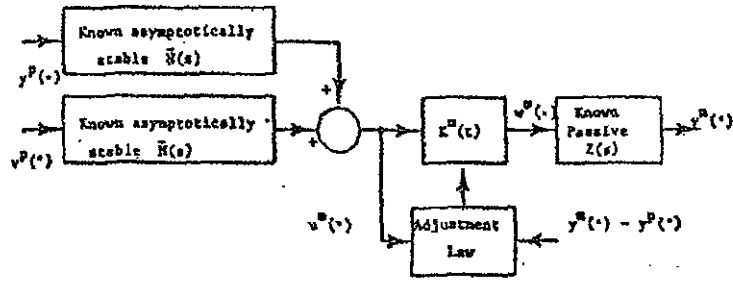 Known asymptotically
stable N̄(s)
y^p(·)
+
Known asymptotically
stable M̄(s)
v^p(·)
+
K^m(t)
w^m(·)
Known
Passive
Z(s)
y^m(·)
u^m(·)
Adjustment
Law
y^m(·) - y^p(·)